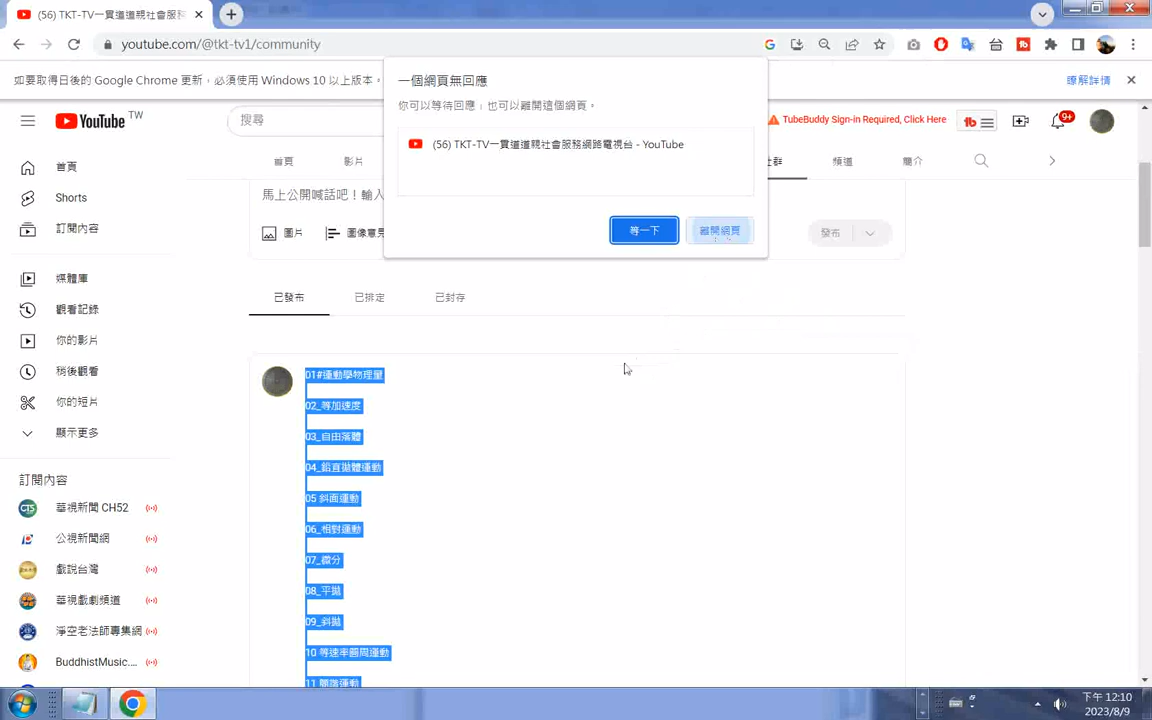 (56) TKT-TV一貫道道親社會服務
youtube.com/@tkt-tv1/community
如要取得日後的 Google Chrome 更新，必須使用 Windows 10 以上版本。
瞭解詳情
一個網頁無回應
你可以等待回應，也可以離開這個網頁。
(56) TKT-TV一貫道道親社會服務網路電視台 - YouTube
等一下
離開網頁
YouTube TW
搜尋
TubeBuddy Sign-in Required, Click Here
tb
9+
首頁
影片
社群
頻道
簡介
馬上公開喊話吧！輸入
圖片
圖像意見
發布
已發布
已排定
已封存
首頁
Shorts
訂閱內容
媒體庫
觀看記錄
你的影片
稍後觀看
你的短片
顯示更多
訂閱內容
華視新聞 CH52
公視新聞網
戲說台灣
華視戲劇頻道
淨空老法師專集網
BuddhistMusic....
01#運動學物理量
02_等加速度
03_自由落體
04_鉛直拋體運動
05 斜面運動
06_相對運動
07_微分
08_平拋
09_斜拋
10 等速率圓周運動
下午 12:10
2023/8/9